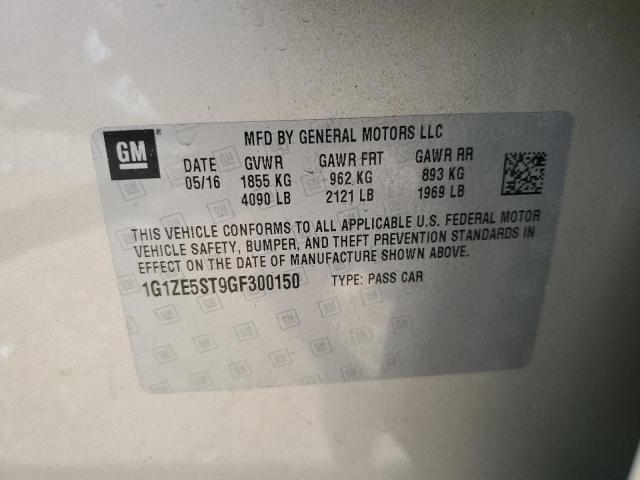 GM
MFD BY GENERAL MOTORS LLC
DATE GVWR GAWR FRT GAWR RR
05/16 1855 KG 962 KG 893 KG
4090 LB 2121 LB 1969 LB
THIS VEHICLE CONFORMS TO ALL APPLICABLE U.S. FEDERAL MOTOR
VEHICLE SAFETY, BUMPER, AND THEFT PREVENTION STANDARDS IN
EFFECT ON THE DATE OF MANUFACTURE SHOWN ABOVE.
1G1ZE5ST9GF300150 TYPE: PASS CAR